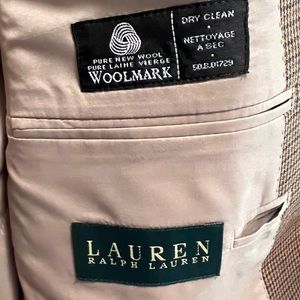 PURE NEW WOOL
PURE LAINE VIERGE
WOOLMARK
DRY CLEAN
•
NETTOYAGE
A SEC
•
LAUREN
RALPH LAUREN